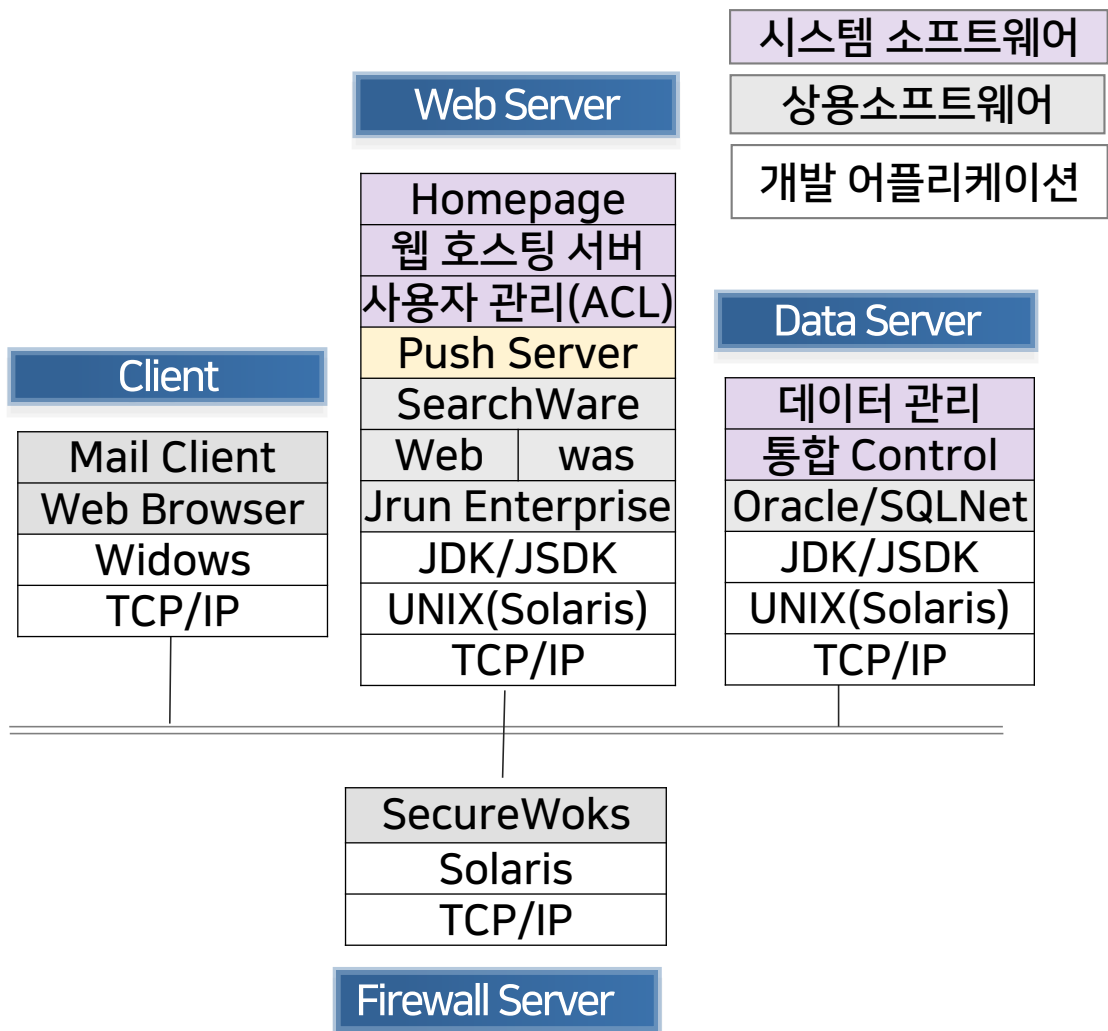 시스템 소프트웨어
상용소프트웨어
개발 어플리케이션
Web Server
Homepage
웹 호스팅 서버
사용자 관리(ACL)
Push Server
SearchWare
Web was
Jrun Enterprise
JDK/JSDK
UNIX(Solaris)
TCP/IP
Client
Mail Client
Web Browser
Widows
TCP/IP
Data Server
데이터 관리
통합 Control
Oracle/SQLNet
JDK/JSDK
UNIX(Solaris)
TCP/IP
SecureWoks
Solaris
TCP/IP
Firewall Server